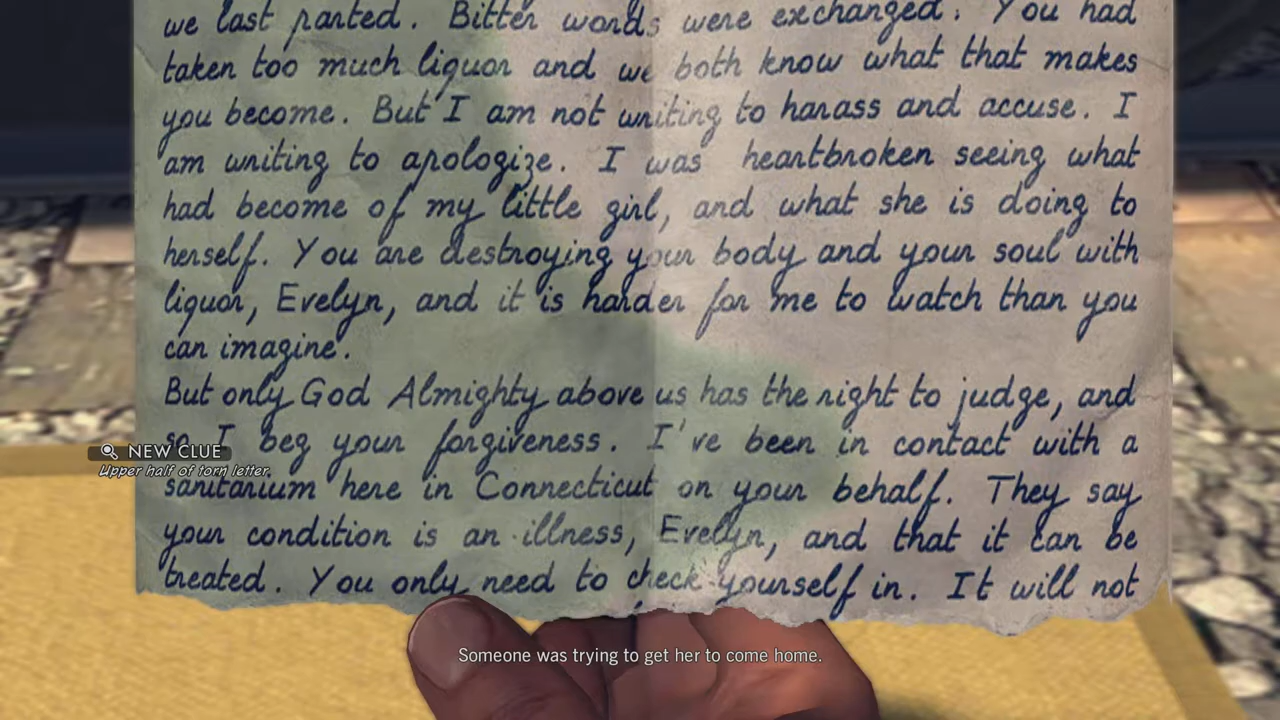 we last parted. Bitter words were exchanged. You had
taken too much liquor and we both know what that makes
you become. But I am not writing to harass and accuse. I
am writing to apologize. I was heartbroken seeing what
had become of my little girl, and what she is doing to
herself. You are destroying your body and your soul with
liquor, Evelyn, and it is harder for me to watch than you
can imagine.
But only God Almighty above us has the right to judge, and
so I beg your forgiveness. I've been in contact with a
NEW CLUE
Upper half of torn letter.
sanitarium here in Connecticut on your behalf. They say
your condition is an illness, Evelyn, and that it can be
treated. You only need to check yourself in. It will not
Someone was trying to get her to come home.